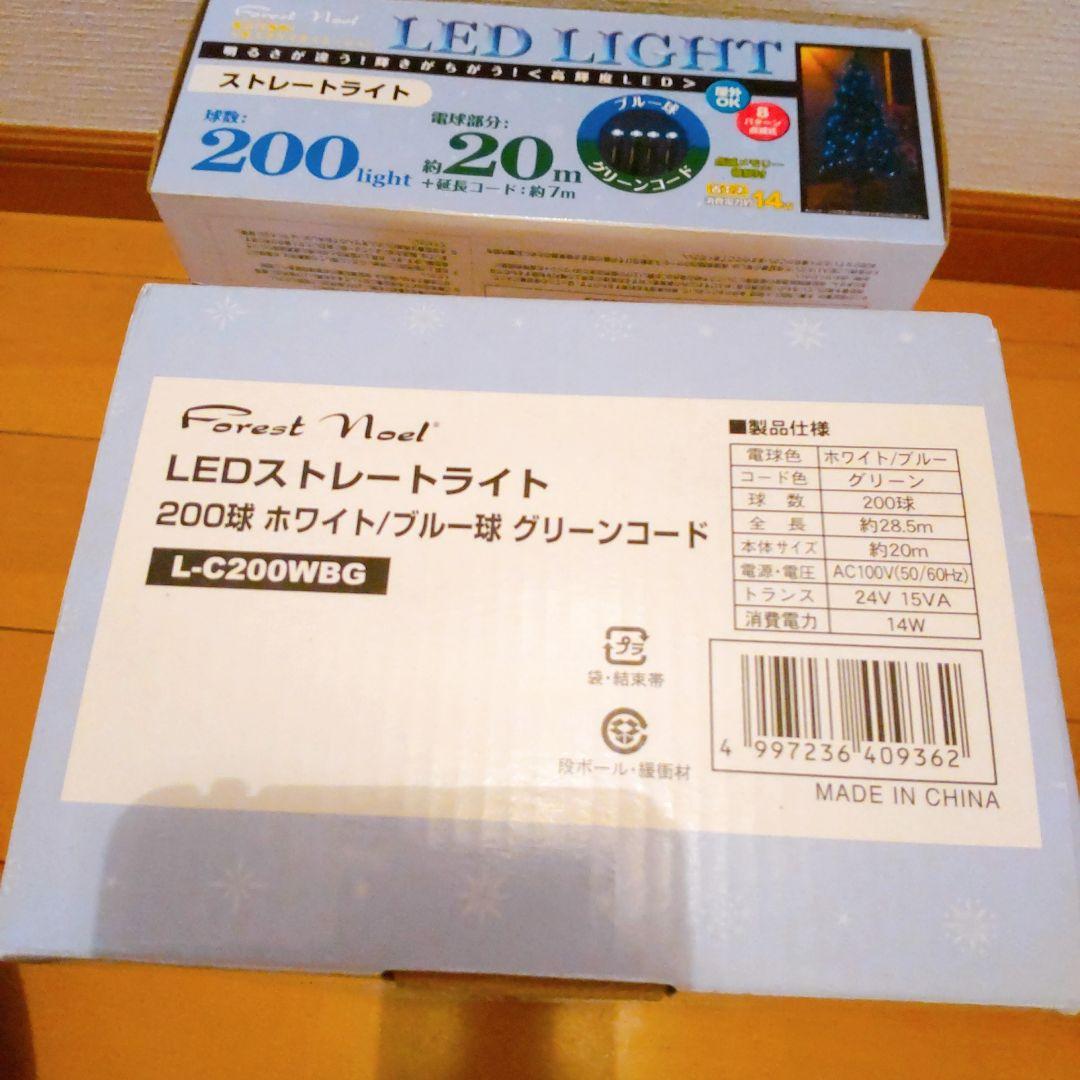 Forest Noel
LED LIGHT
明るさが違う!輝きがちがう!<高輝度LED>
ストレートライト
球数:
200light
電球部分:
約20m
+延長コード:約7m
ブルー球
グリーンコード
屋外
OK
8
パターン
点滅式
消費電力約14W
Forest Noel®
LEDストレートライト
200球 ホワイト/ブルー球 グリーンコード
L-C200WBG
■製品仕様
電球色 ホワイト/ブルー
コード色 グリーン
球 数 200球
全 長 約28.5m
本体サイズ 約20m
電源・電圧 AC100V(50/60Hz)
トランス 24V 15VA
消費電力 14W
プラ
袋・結束帯
段ボール・緩衝材
4 997236 409362
MADE IN CHINA